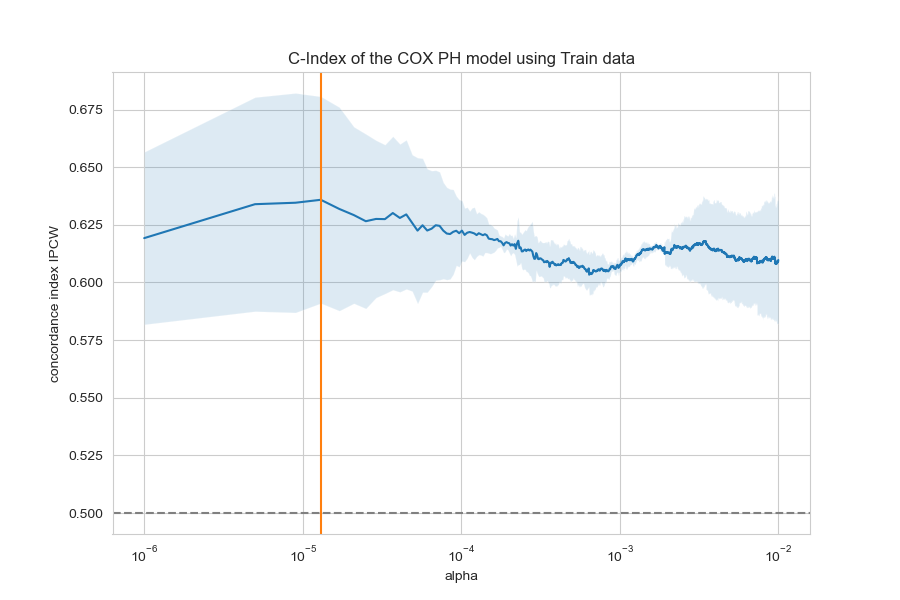 C-Index of the COX PH model using Train data
concordance index IPCW
0.675
0.650
0.625
0.600
0.575
0.550
0.525
0.500
10⁻⁶ 10⁻⁵ 10⁻⁴ 10⁻³ 10⁻²
alpha